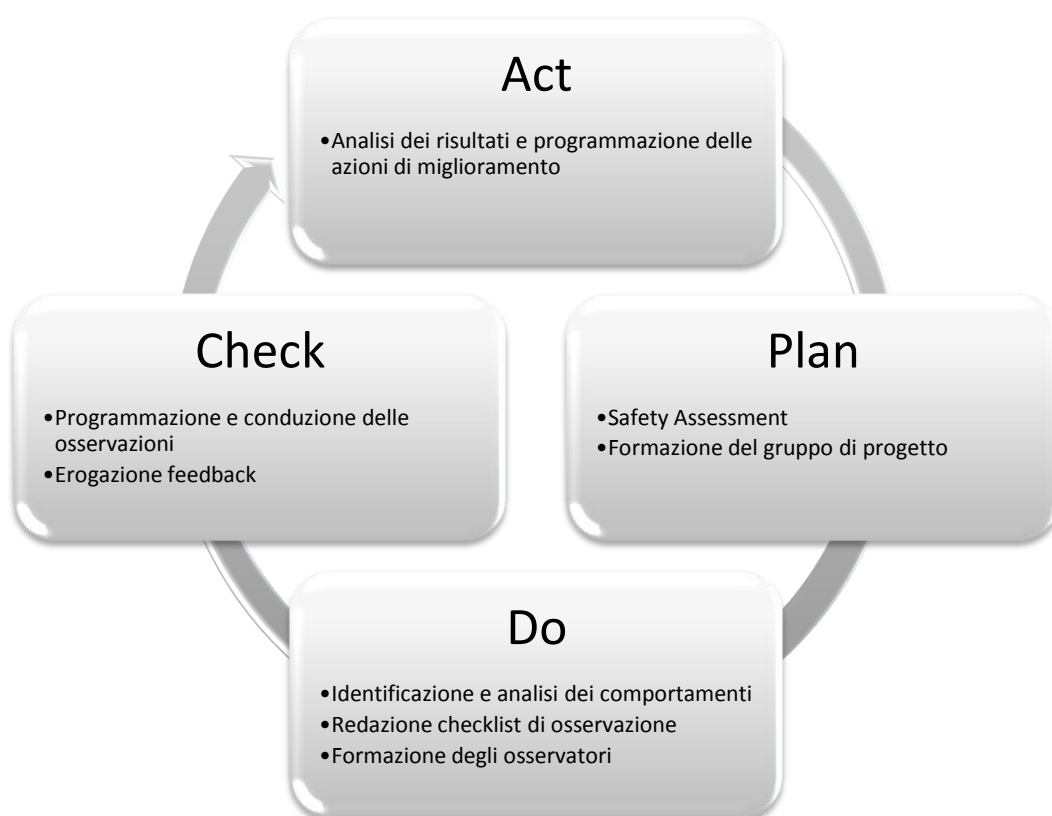 Act
•Analisi dei risultati e programmazione delle
azioni di miglioramento
Check
•Programmazione e conduzione delle
osservazioni
•Erogazione feedback
Plan
•Safety Assessment
•Formazione del gruppo di progetto
Do
•Identificazione e analisi dei comportamenti
•Redazione checklist di osservazione
•Formazione degli osservatori